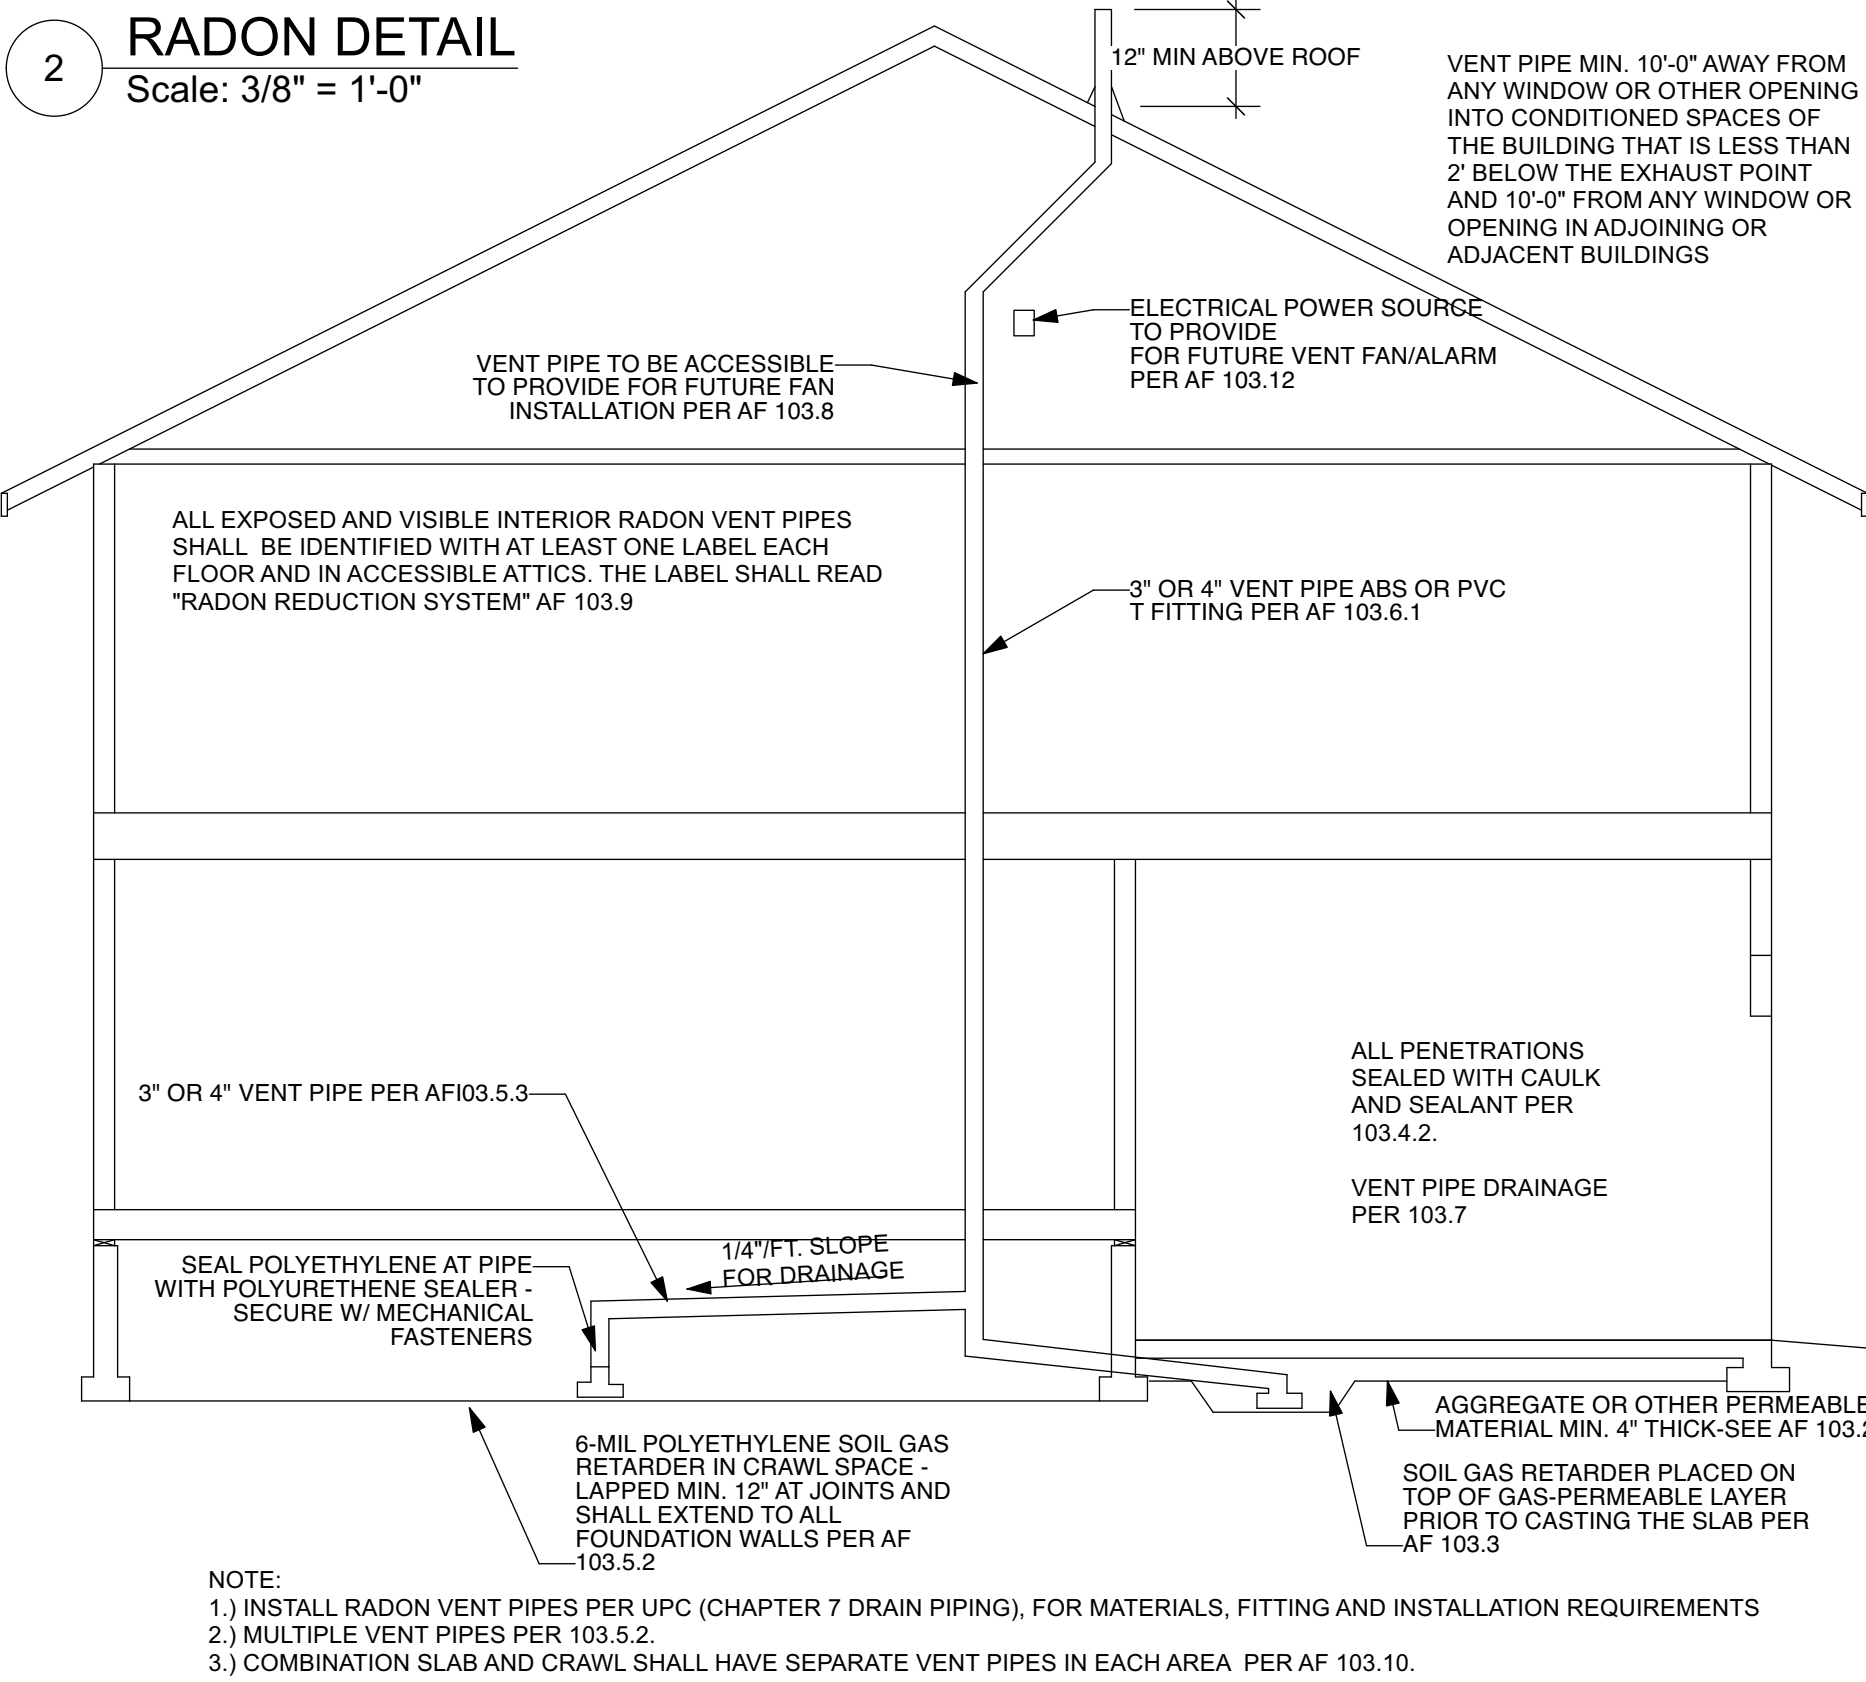 2
RADON DETAIL
Scale: 3/8" = 1'-0"
12" MIN ABOVE ROOF
VENT PIPE MIN. 10'-0" AWAY FROM
ANY WINDOW OR OTHER OPENING
INTO CONDITIONED SPACES OF
THE BUILDING THAT IS LESS THAN
2' BELOW THE EXHAUST POINT
AND 10'-0" FROM ANY WINDOW OR
OPENING IN ADJOINING OR
ADJACENT BUILDINGS
ELECTRICAL POWER SOURCE
TO PROVIDE
FOR FUTURE VENT FAN/ALARM
PER AF 103.12
VENT PIPE TO BE ACCESSIBLE
TO PROVIDE FOR FUTURE FAN
INSTALLATION PER AF 103.8
ALL EXPOSED AND VISIBLE INTERIOR RADON VENT PIPES
SHALL BE IDENTIFIED WITH AT LEAST ONE LABEL EACH
FLOOR AND IN ACCESSIBLE ATTICS. THE LABEL SHALL READ
"RADON REDUCTION SYSTEM" AF 103.9
3" OR 4" VENT PIPE ABS OR PVC
T FITTING PER AF 103.6.1
3" OR 4" VENT PIPE PER AFI03.5.3
ALL PENETRATIONS
SEALED WITH CAULK
AND SEALANT PER
103.4.2.
VENT PIPE DRAINAGE
PER 103.7
1/4"/FT. SLOPE
FOR DRAINAGE
SEAL POLYETHYLENE AT PIPE
WITH POLYURETHENE SEALER -
SECURE W/ MECHANICAL
FASTENERS
AGGREGATE OR OTHER PERMEABLE
MATERIAL MIN. 4" THICK-SEE AF 103.2
SOIL GAS RETARDER PLACED ON
TOP OF GAS-PERMEABLE LAYER
PRIOR TO CASTING THE SLAB PER
AF 103.3
6-MIL POLYETHYLENE SOIL GAS
RETARDER IN CRAWL SPACE -
LAPPED MIN. 12" AT JOINTS AND
SHALL EXTEND TO ALL
FOUNDATION WALLS PER AF
103.5.2
NOTE:
1.) INSTALL RADON VENT PIPES PER UPC (CHAPTER 7 DRAIN PIPING), FOR MATERIALS, FITTING AND INSTALLATION REQUIREMENTS
2.) MULTIPLE VENT PIPES PER 103.5.2.
3.) COMBINATION SLAB AND CRAWL SHALL HAVE SEPARATE VENT PIPES IN EACH AREA PER AF 103.10.